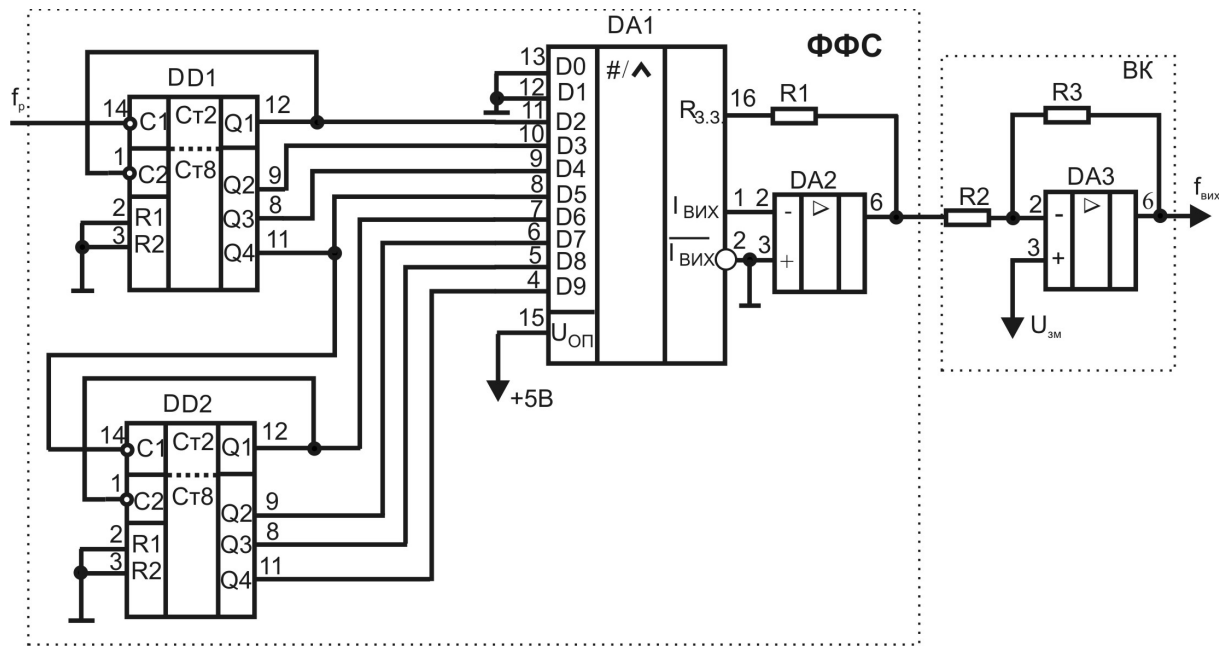 DA1
ФФС
ВК
DD1
fр
14
C1
Ст2
Q1
12
1
C2
Ст8
Q2
9
Q3
8
2
R1
3
R2
Q4
11
13
D0
12
D1
11
D2
10
D3
9
D4
8
D5
7
D6
6
D7
5
D8
4
D9
15
UОП
+5В
#/^
RЗ.З.
16
R1
IВИХ
1
IВИХ
2
DA2
2
-
3
+
▷
6
R2
R3
DA3
2
-
3
+
▷
6
fвих
Uзм
DD2
14
C1
Ст2
Q1
12
1
C2
Ст8
Q2
9
2
R1
Q3
8
3
R2
Q4
11